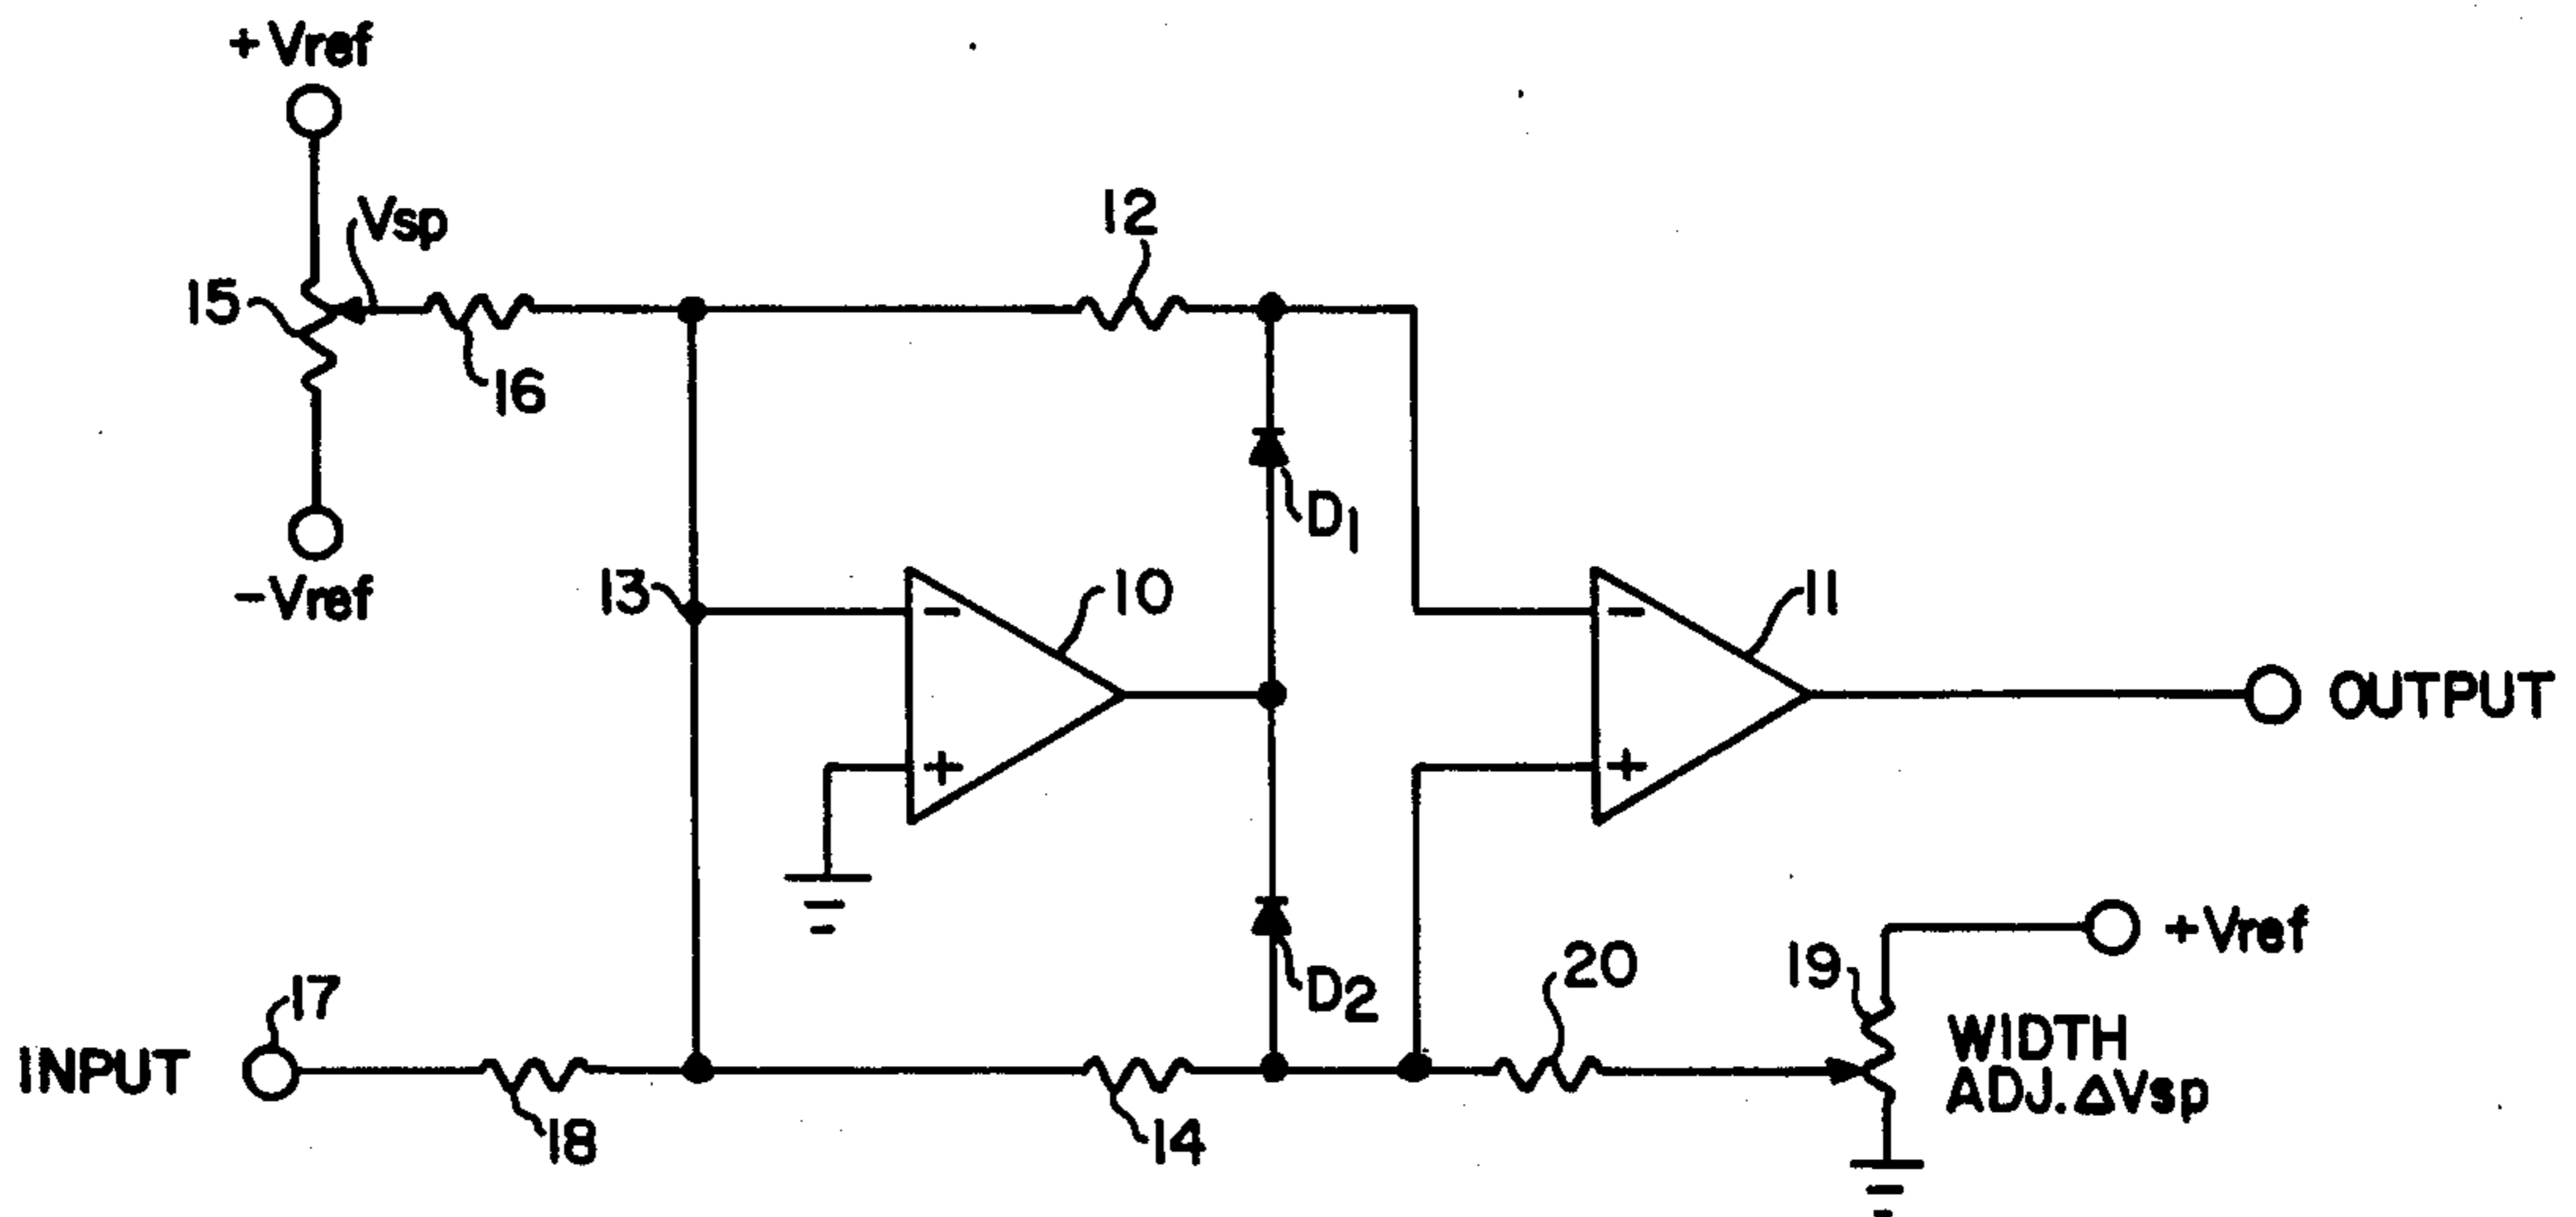 +Vref
Vsp
12
15
16
D1
-Vref
13
-
10
-
11
+
+
OUTPUT
+Vref
17
D2
20
19
INPUT
WIDTH
ADJ. ΔVsp
18
14